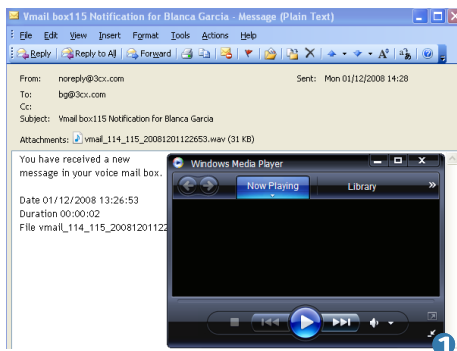 Vmail box115 Notification for Blanca Garcia - Message (Plain Text)
File Edit View Insert Format Tools Actions Help
Reply Reply to All Forward
From: noreply@3cx.com Sent: Mon 01/12/2008 14:28
To: bg@3cx.com
Cc:
Subject: Vmail box115 Notification for Blanca Garcia
Attachments: vmail_114_115_20081201122653.wav (31 KB)
You have received a new
message in your voice mail box.
Windows Media Player
Now Playing Library
Date 01/12/2008 13:26:53
Duration 00:00:02
File vmail_114_115_20081201122
1